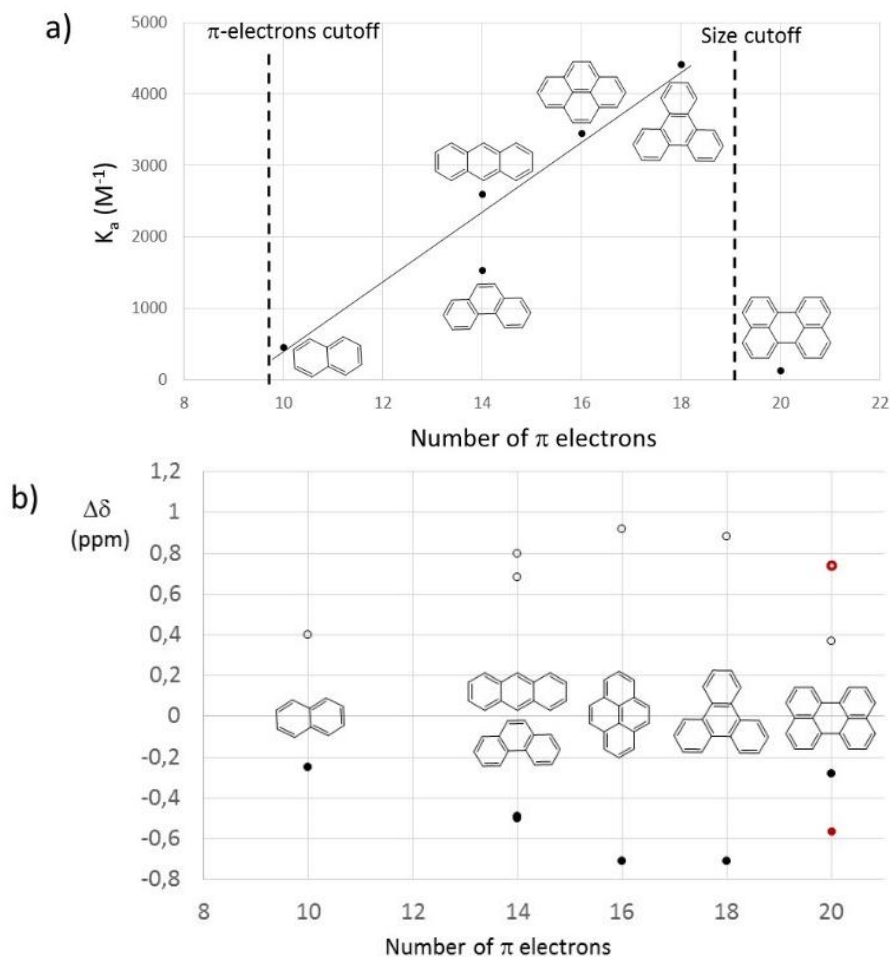 a)
π-electrons cutoff
Size cutoff
5000
4000
3000
2000
1000
0
Ka (M-1)
8 10 12 14 16 18 20 22
Number of π electrons
b)
Δδ
(ppm)
1,2
1
0,8
0,6
0,4
0,2
0
-0,2
-0,4
-0,6
-0,8
8 10 12 14 16 18 20
Number of π electrons